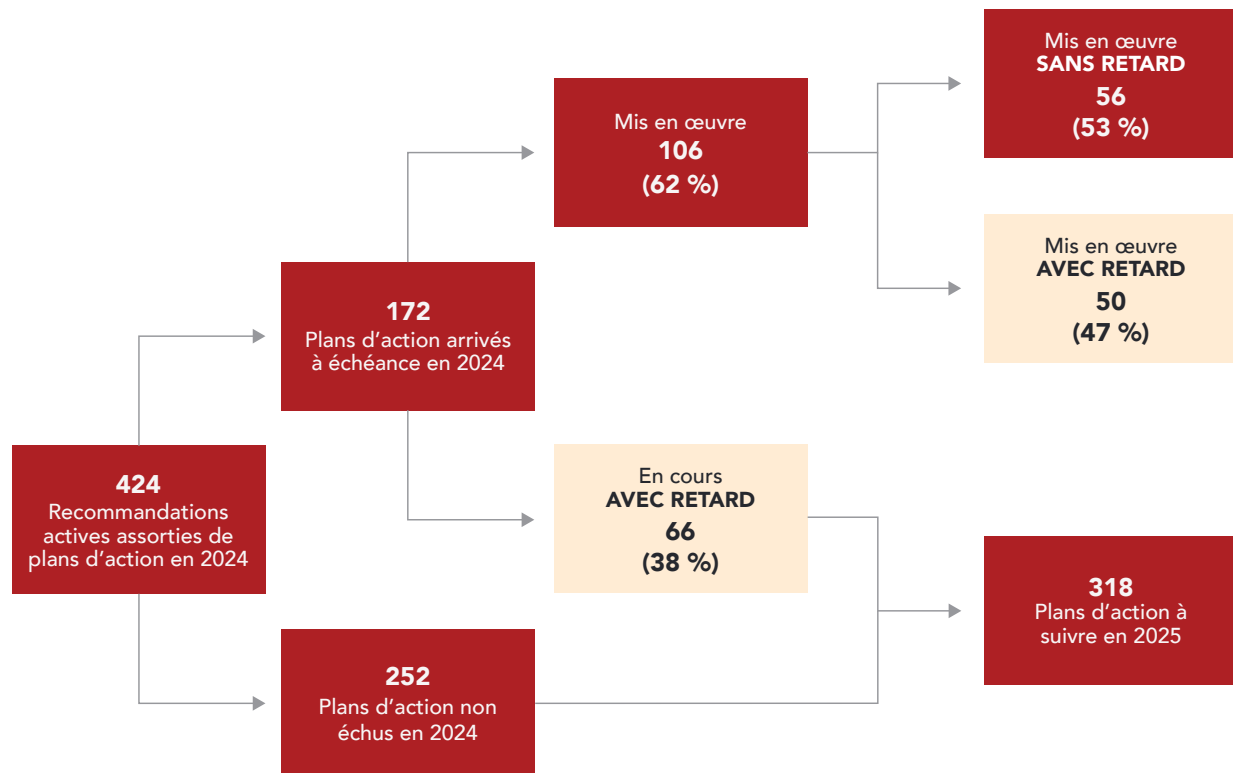 424
Recommandations
actives assorties de
plans d’action en 2024
172
Plans d’action arrivés
à échéance en 2024
252
Plans d’action non
échus en 2024
Mis en œuvre
106
(62 %)
En cours
AVEC RETARD
66
(38 %)
Mis en œuvre
SANS RETARD
56
(53 %)
Mis en œuvre
AVEC RETARD
50
(47 %)
318
Plans d’action à
suivre en 2025